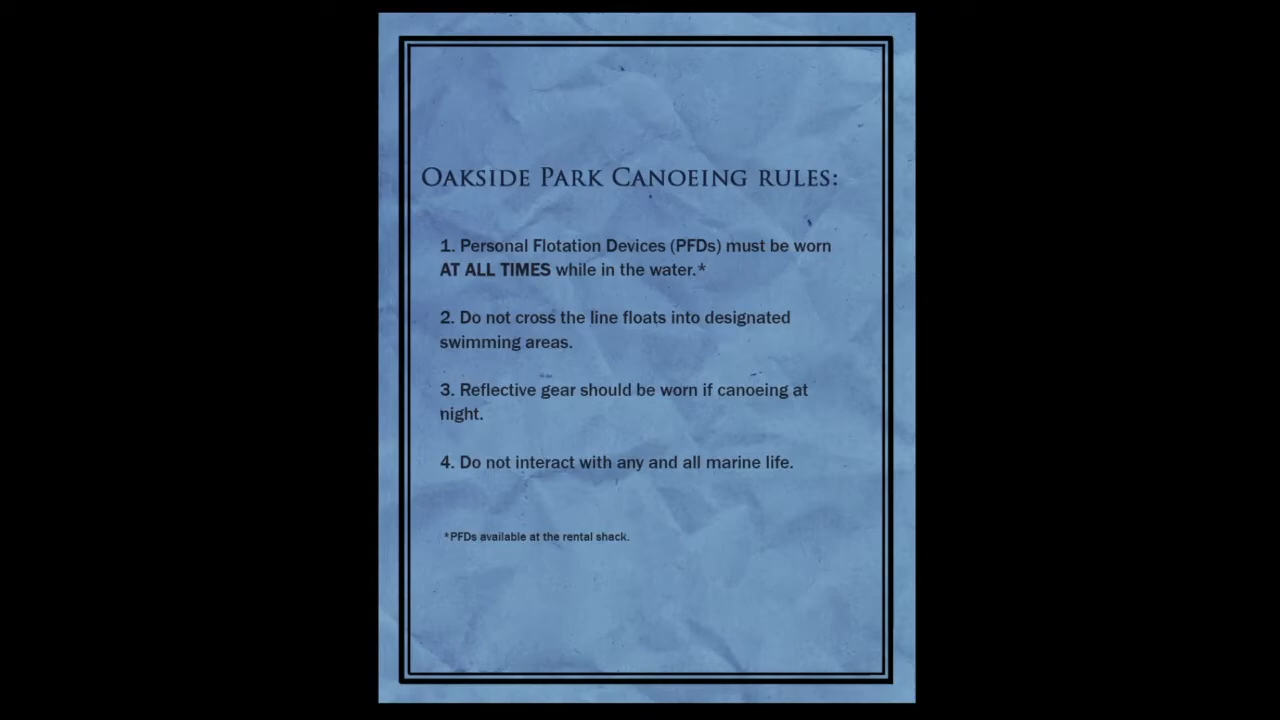 Oakside Park Canoeing rules:
1. Personal Flotation Devices (PFDs) must be worn
AT ALL TIMES while in the water.*
2. Do not cross the line floats into designated
swimming areas.
3. Reflective gear should be worn if canoeing at
night.
4. Do not interact with any and all marine life.
*PFDs available at the rental shack.